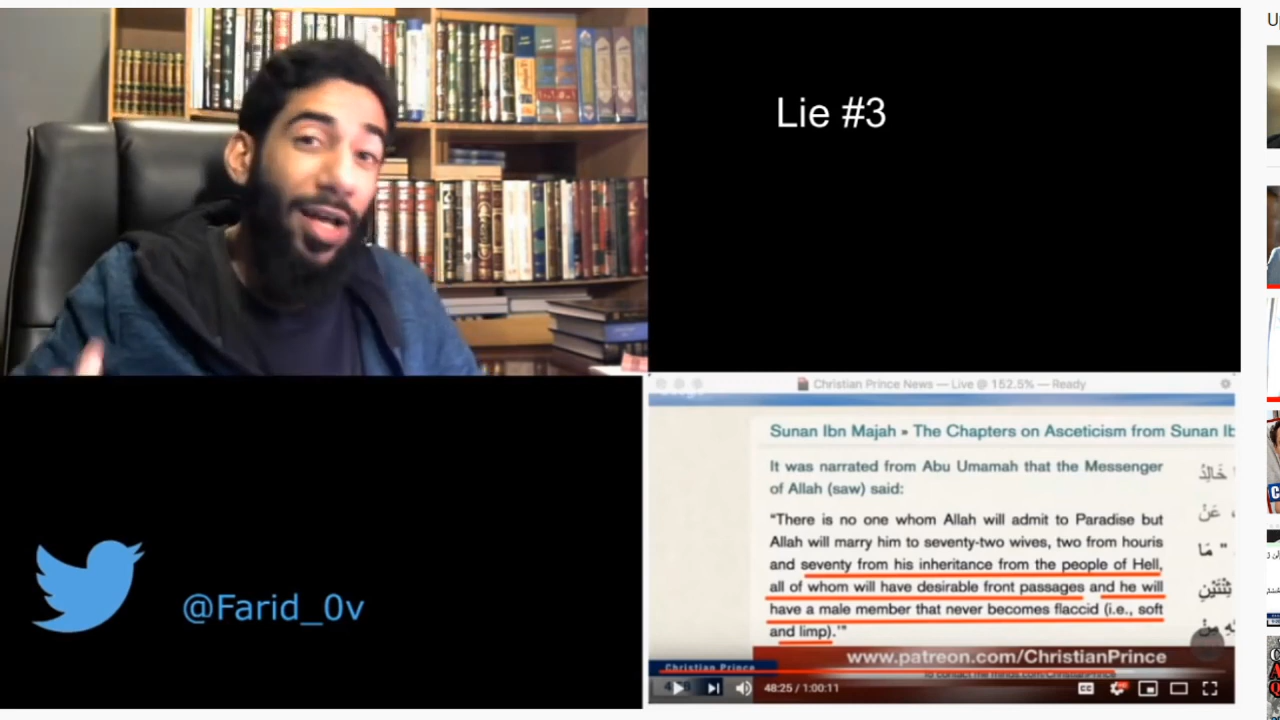 Lie #3
@Farid_0v
Christian Prince News — Live @ 152.5% — Ready
Sunan Ibn Majah » The Chapters on Asceticism from Sunan Ib
It was narrated from Abu Umamah that the Messenger
of Allah (saw) said:
"There is no one whom Allah will admit to Paradise but
Allah will marry him to seventy-two wives, two from houris
and seventy from his inheritance from the people of Hell,
all of whom will have desirable front passages and he will
have a male member that never becomes flaccid (i.e., soft
and limp).'"
خَالِدُ
عَنْ
" مَا
ثِنْتَيْنِ
مِنْ
www.patreon.com/ChristianPrince
Christian Prince
48:25 / 1:00:11
CC